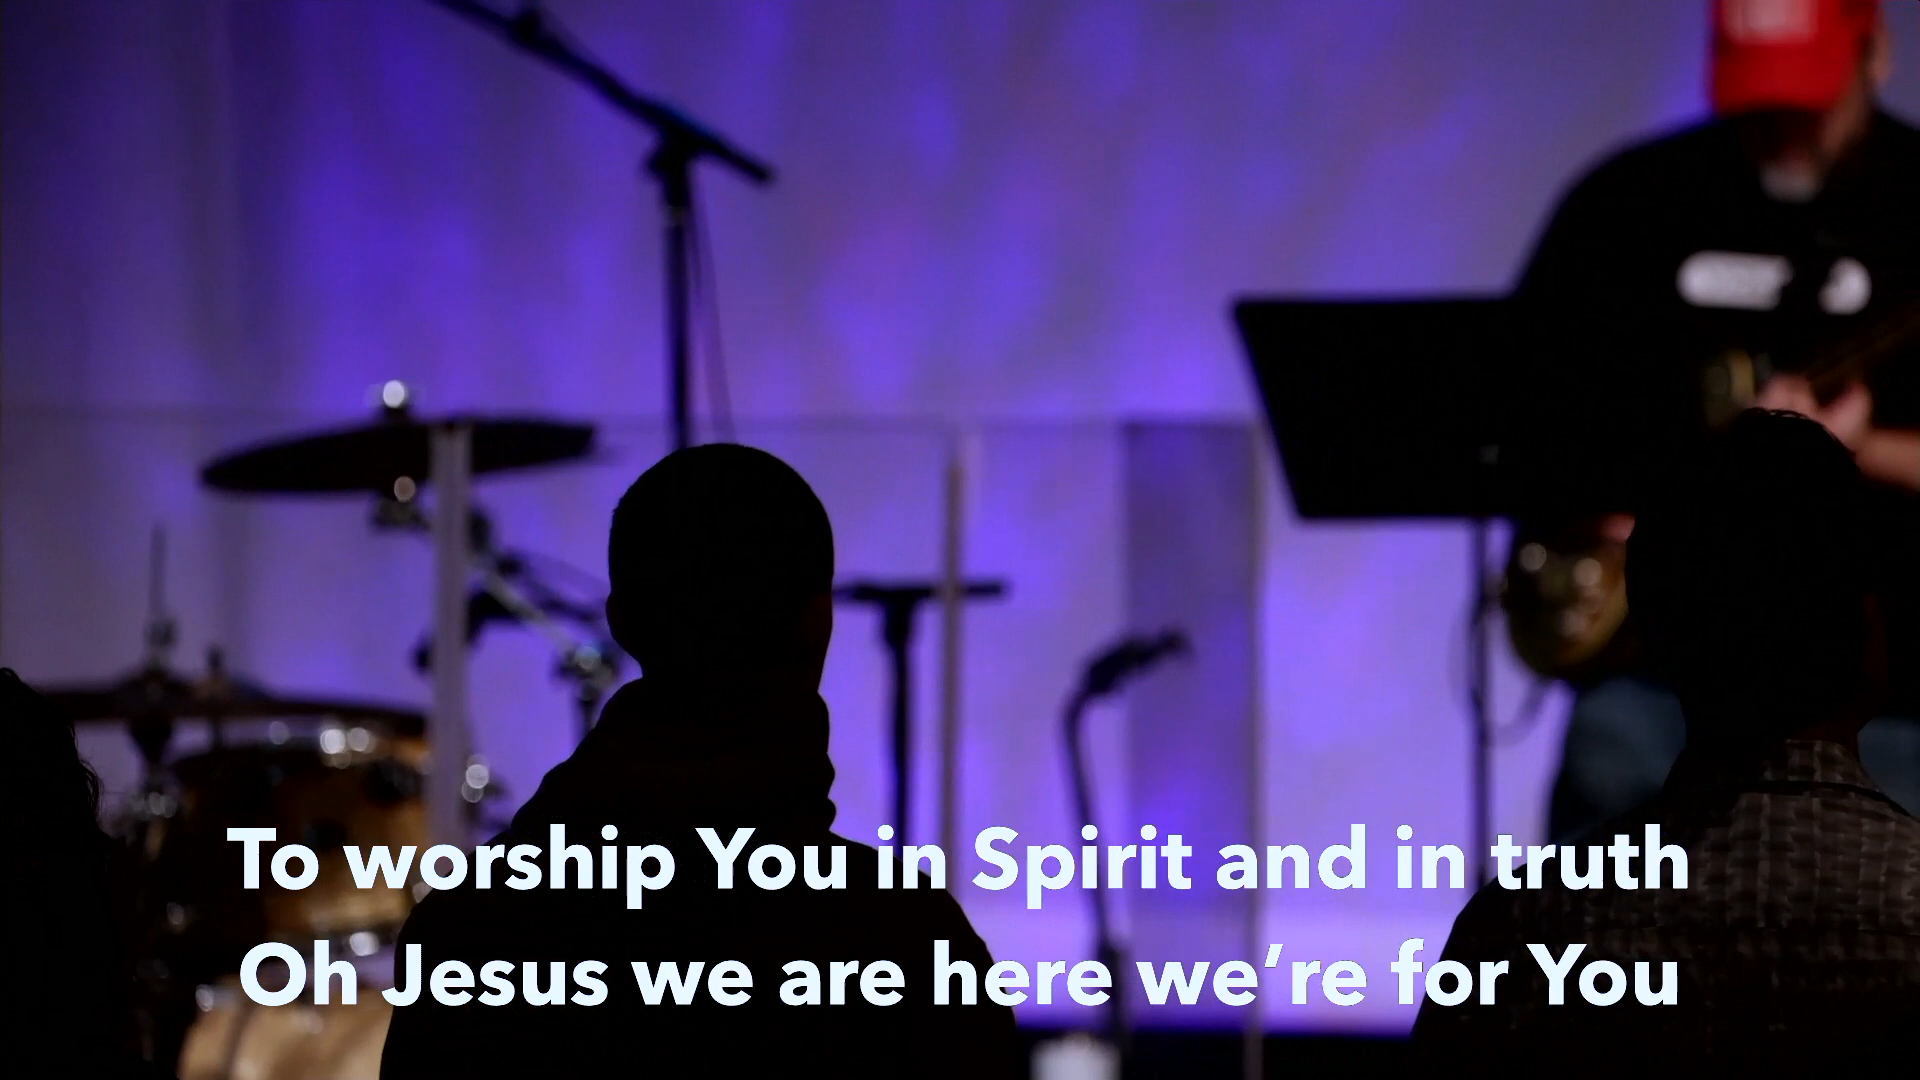 To worship You in Spirit and in truth
Oh Jesus we are here we’re for You